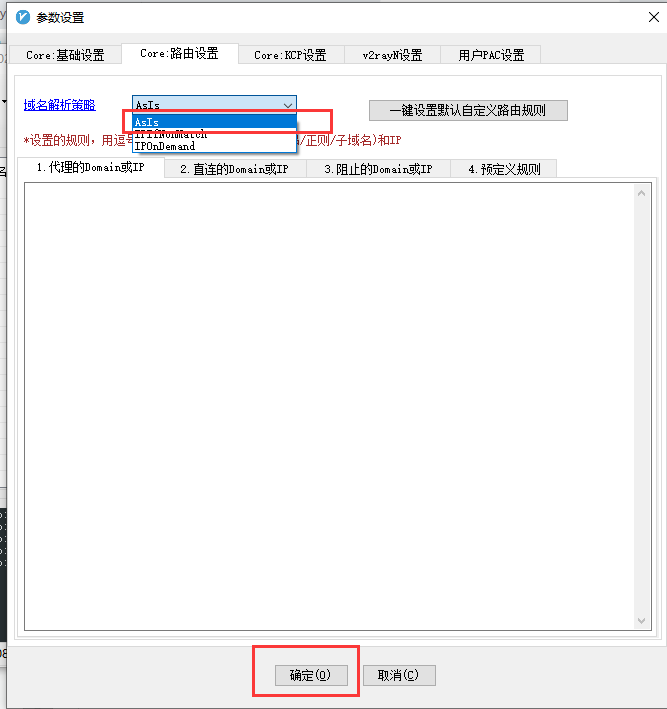 参数设置
Core:基础设置 Core:路由设置 Core:KCP设置 v2rayN设置 用户PAC设置
域名解析策略 AsIs 一键设置默认自定义路由规则
AsIs
IPIfNonMatch
IPOnDemand
*设置的规则，用逗 /正则/子域名)和IP
1.代理的Domain或IP 2.直连的Domain或IP 3.阻止的Domain或IP 4.预定义规则
确定(O) 取消(C)